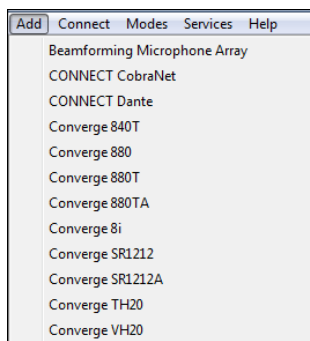 Add Connect Modes Services Help
Beamforming Microphone Array
CONNECT CobraNet
CONNECT Dante
Converge 840T
Converge 880
Converge 880T
Converge 880TA
Converge 8i
Converge SR1212
Converge SR1212A
Converge TH20
Converge VH20